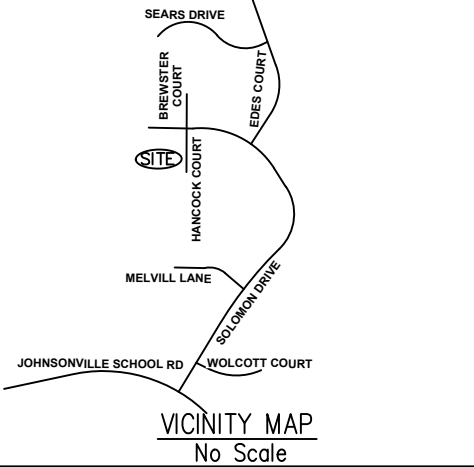 SEARS DRIVE
BREWSTER
COURT
EDES COURT
SITE
HANCOCK COURT
MELVILL LANE
SOLOMON DRIVE
JOHNSONVILLE SCHOOL RD
WOLCOTT COURT
VICINITY MAP
No Scale